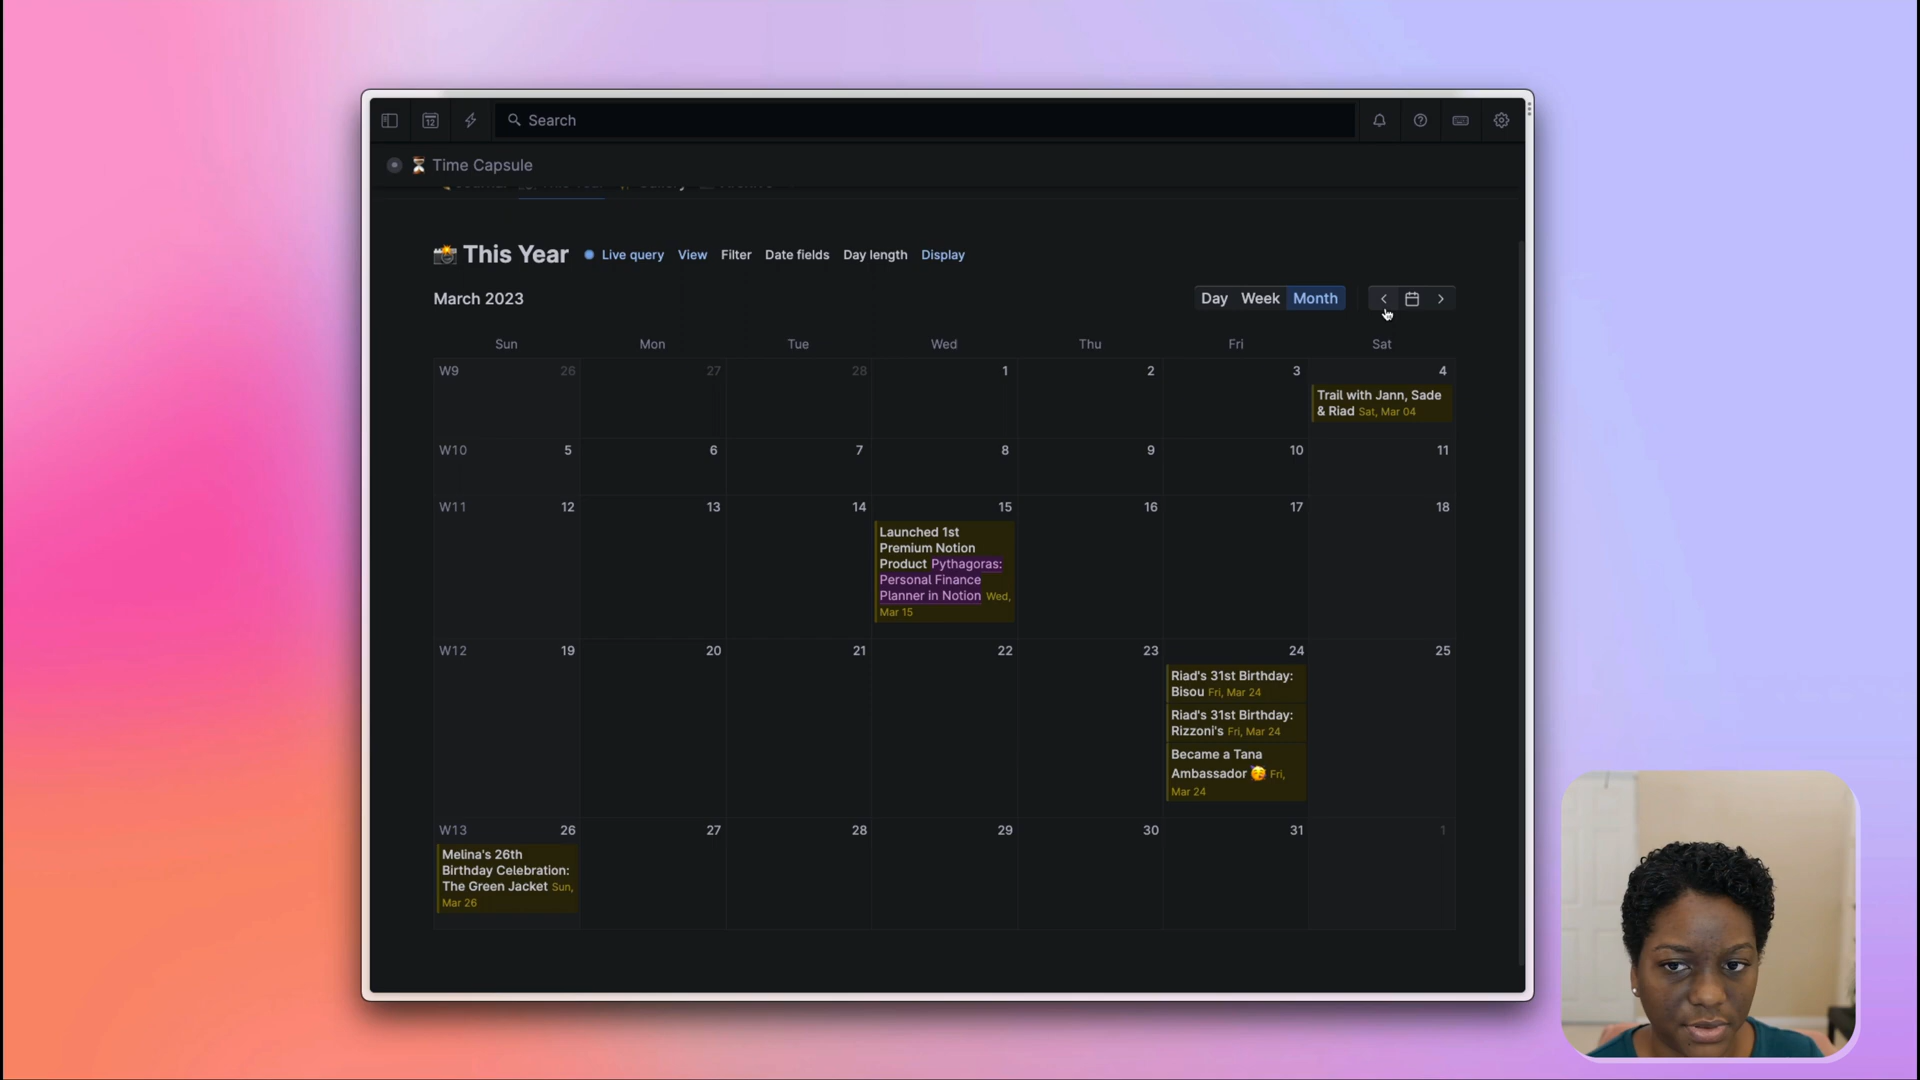 12
Search
Time Capsule
This Year
Live query
View
Filter
Date fields
Day length
Display
March 2023
Day
Week
Month
Sun
Mon
Tue
Wed
Thu
Fri
Sat
W9
26
27
28
1
2
3
4
Trail with Jann, Sade
& Riad Sat, Mar 04
W10
5
6
7
8
9
10
11
W11
12
13
14
15
16
17
18
Launched 1st
Premium Notion
Product Pythagoras:
Personal Finance
Planner in Notion Wed,
Mar 15
W12
19
20
21
22
23
24
25
Riad's 31st Birthday:
Bisou Fri, Mar 24
Riad's 31st Birthday:
Rizzoni's Fri, Mar 24
Became a Tana
Ambassador 🥳 Fri,
Mar 24
W13
26
27
28
29
30
31
1
Melina's 26th
Birthday Celebration:
The Green Jacket Sun,
Mar 26